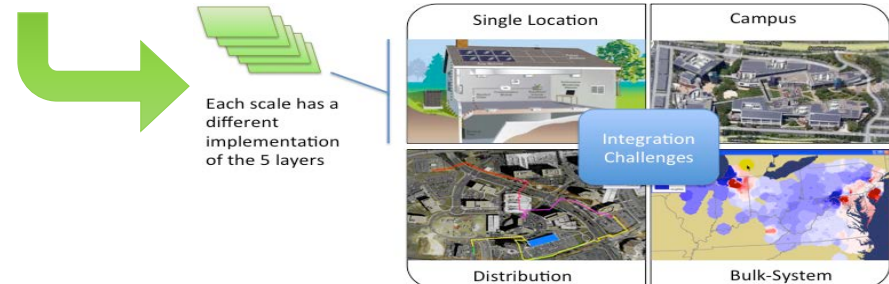 Single Location
Campus
Each scale has a
different
implementation
of the 5 layers
Integration
Challenges
Distribution
Bulk-System